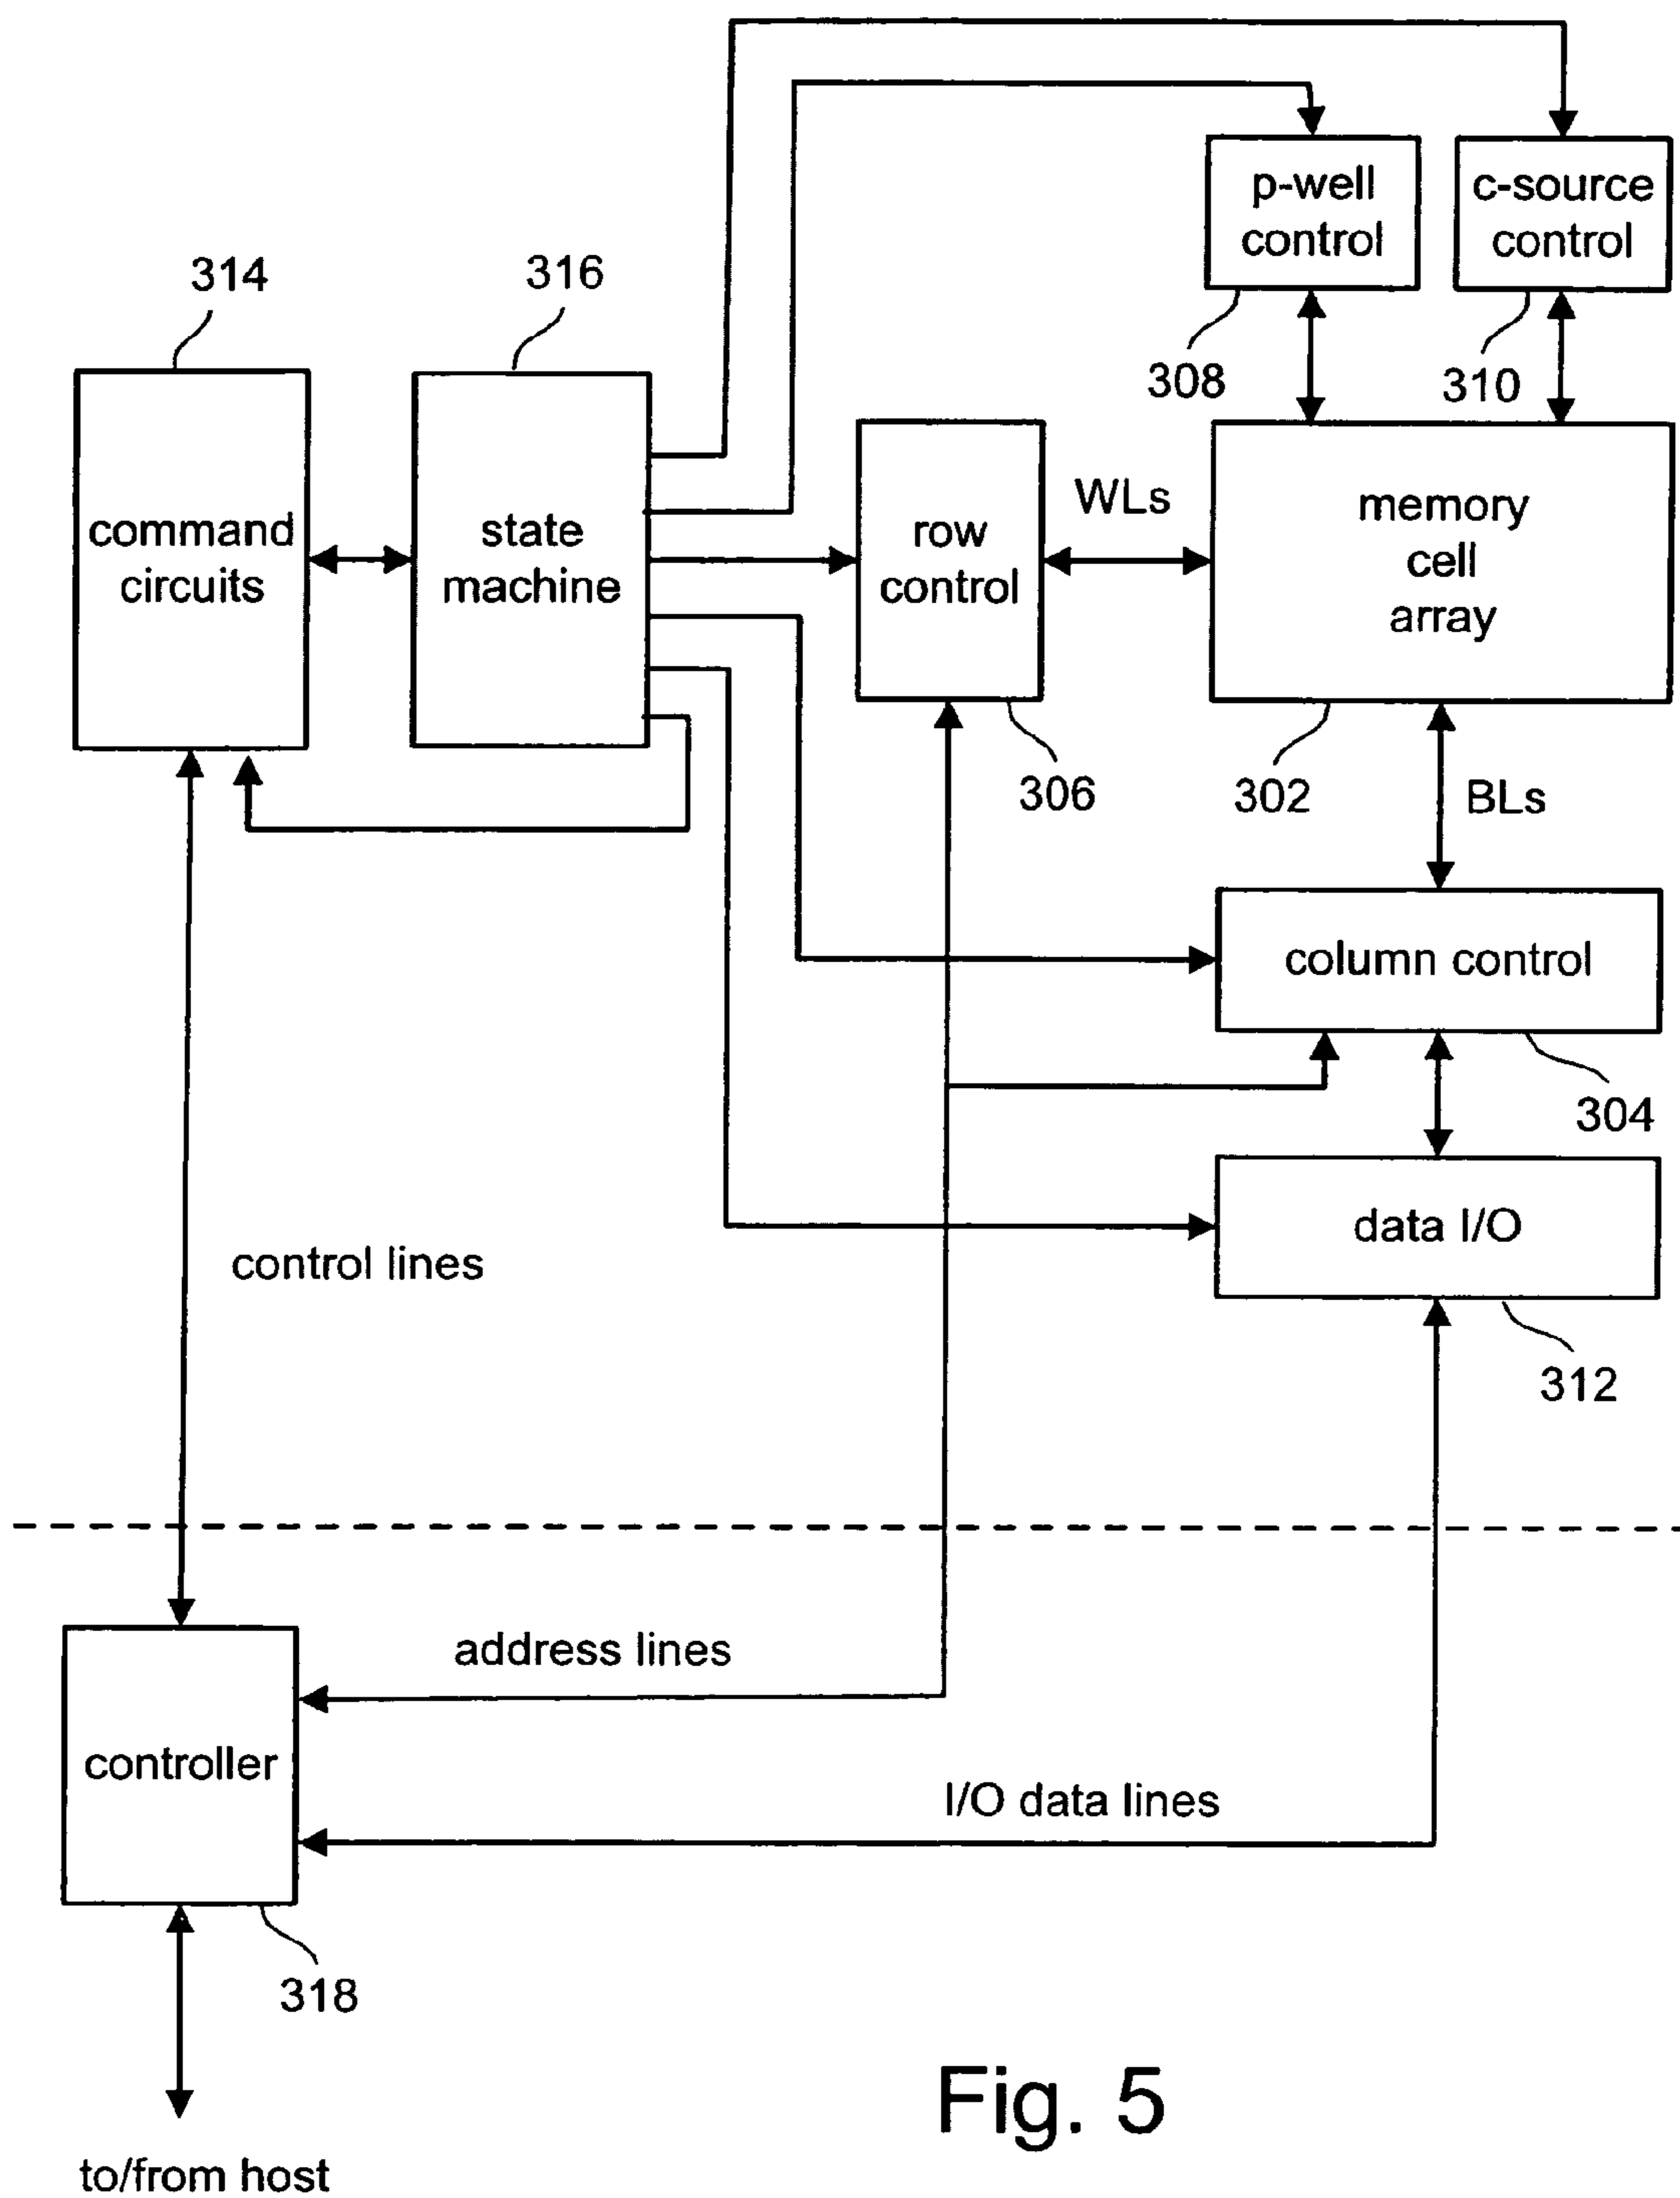 p-well
control
c-source
control
314
316
308
310
command
circuits
state
machine
row
control
WLs
memory
cell
array
306
302
BLs
column control
304
data I/O
control lines
312
address lines
controller
I/O data lines
318
Fig. 5
to/from host